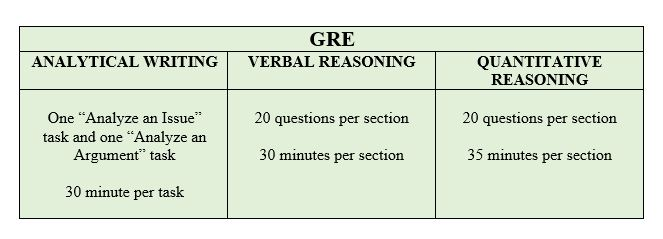 GRE
ANALYTICAL WRITING
VERBAL REASONING
QUANTITATIVE
REASONING
One “Analyze an Issue”
task and one “Analyze an
Argument” task
30 minute per task
20 questions per section
30 minutes per section
20 questions per section
35 minutes per section